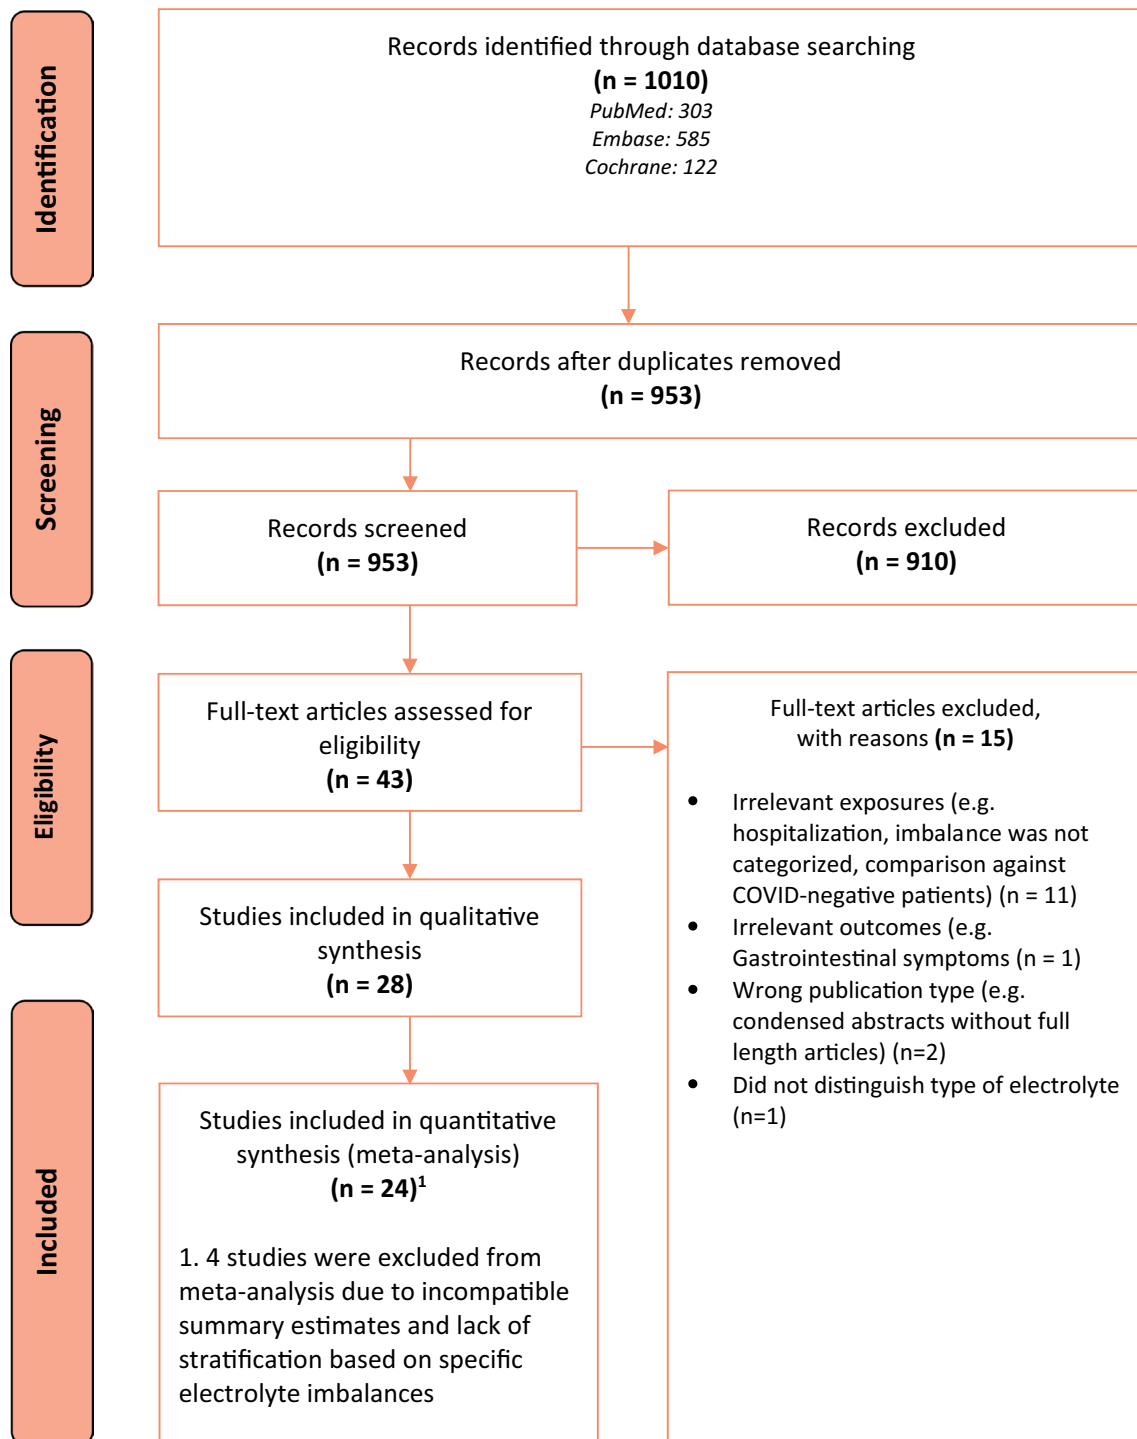 Identification
Records identified through database searching
(n = 1010)
PubMed: 303
Embase: 585
Cochrane: 122
Screening
Records after duplicates removed
(n = 953)
Records screened
(n = 953)
Records excluded
(n = 910)
Eligibility
Full-text articles assessed for
eligibility
(n = 43)
Full-text articles excluded,
with reasons (n = 15)
• Irrelevant exposures (e.g.
hospitalization, imbalance was not
categorized, comparison against
COVID-negative patients) (n = 11)
• Irrelevant outcomes (e.g.
Gastrointestinal symptoms (n = 1)
• Wrong publication type (e.g.
condensed abstracts without full
length articles) (n=2)
• Did not distinguish type of electrolyte
(n=1)
Studies included in qualitative
synthesis
(n = 28)
Included
Studies included in quantitative
synthesis (meta-analysis)
(n = 24)1
1. 4 studies were excluded from
meta-analysis due to incompatible
summary estimates and lack of
stratification based on specific
electrolyte imbalances